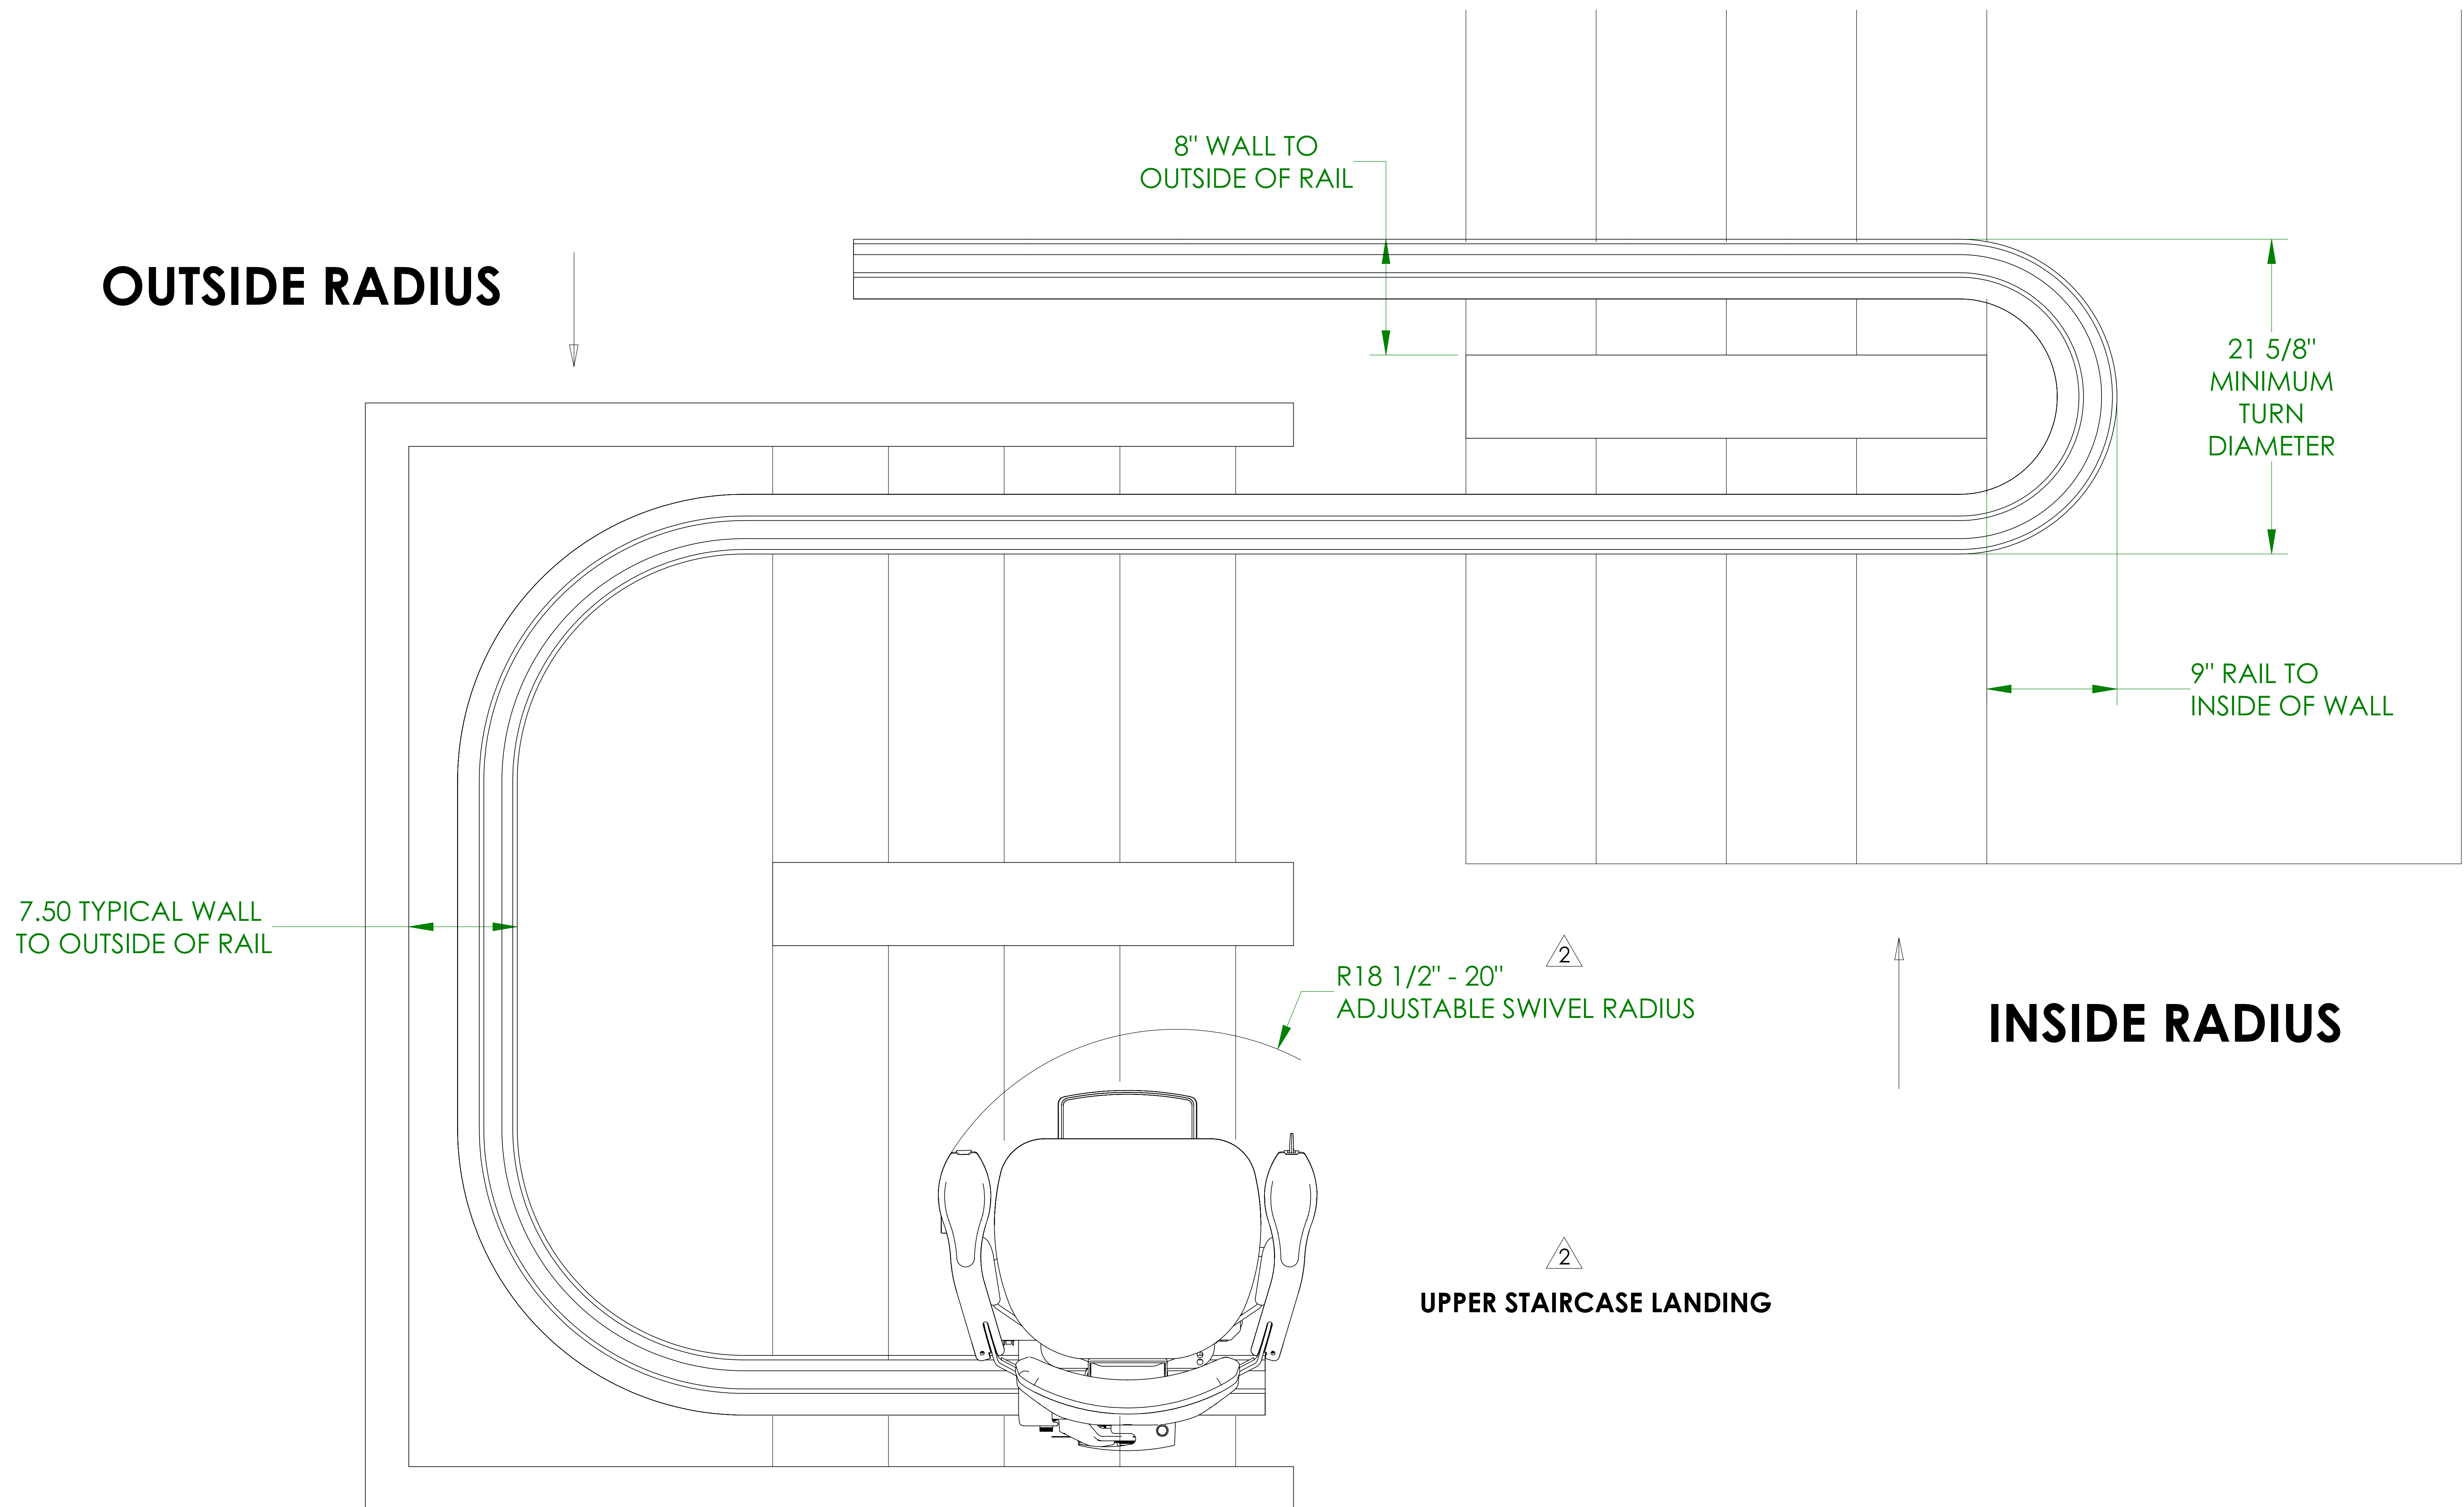 8" WALL TO
OUTSIDE OF RAIL
OUTSIDE RADIUS
21 5/8"
MINIMUM
TURN
DIAMETER
9" RAIL TO
INSIDE OF WALL
7.50 TYPICAL WALL
TO OUTSIDE OF RAIL
2
R18 1/2" - 20"
ADJUSTABLE SWIVEL RADIUS
INSIDE RADIUS
2
UPPER STAIRCASE LANDING